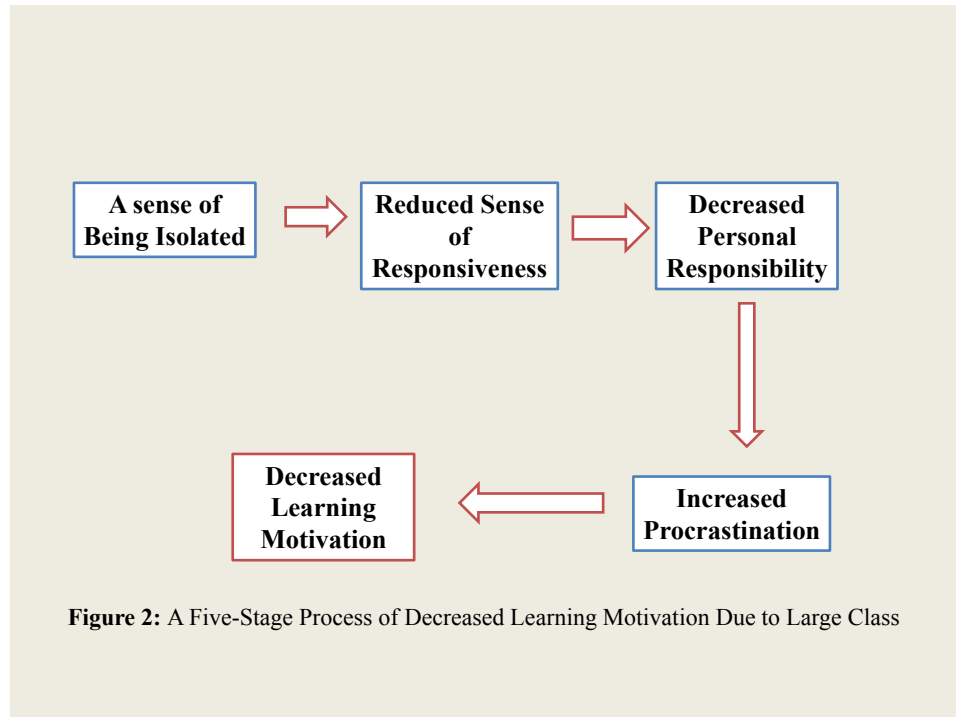 A sense of
Being Isolated
Reduced Sense
of
Responsiveness
Decreased
Personal
Responsibility
Increased
Procrastination
Decreased
Learning
Motivation
Figure 2: A Five-Stage Process of Decreased Learning Motivation Due to Large Class